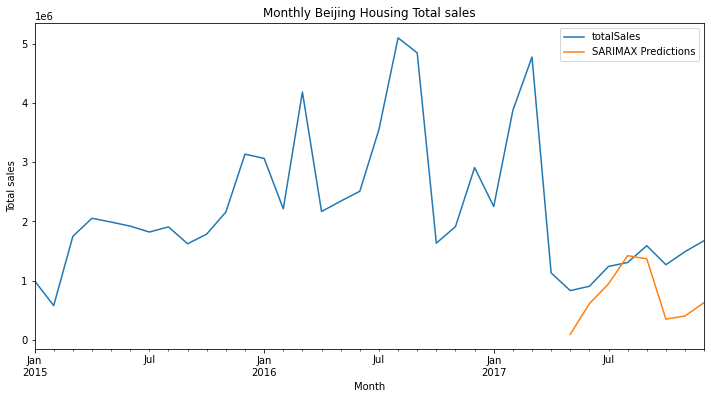 Monthly Beijing Housing Total sales
1e6
totalSales
SARIMAX Predictions
5
4
3
2
1
0
Total sales
Jan
2015
Jul
Jan
2016
Jul
Jan
2017
Jul
Month